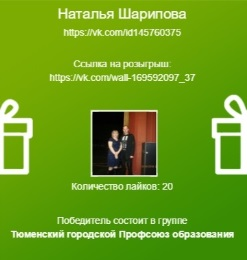 Наталья Шарипова
https://vk.com/id145760375
Ссылка на розыгрыш:
https://vk.com/wall-169592097_37
Количество лайков: 20
Победитель состоит в группе
Тюменский городской Профсоюз образования